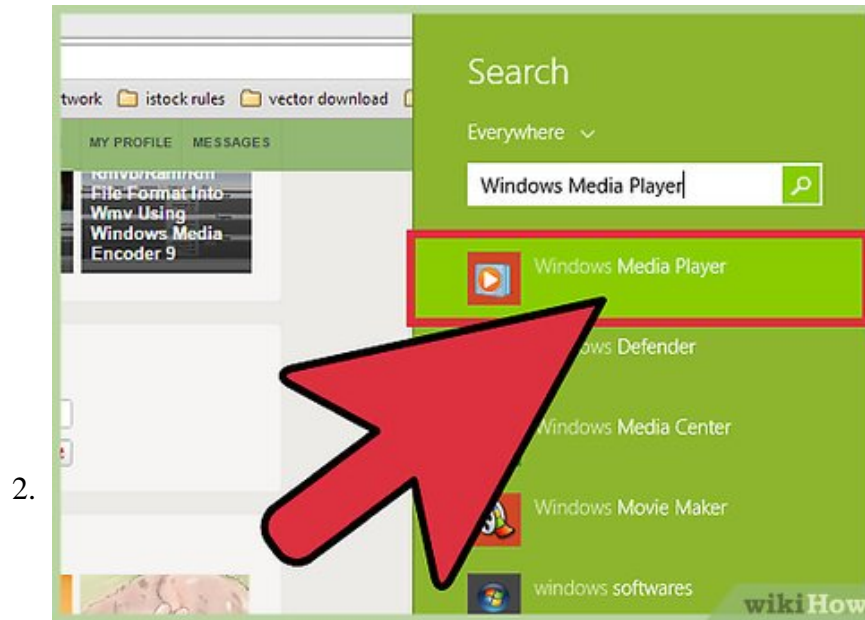 Search
twork istock rules vector download
Everywhere
MY PROFILE MESSAGES
Windows Media Player
File Format Into
Wmv Using
Windows Media
Encoder 9
Windows Media Player
ows Defender
Windows Media Center
2.
Windows Movie Maker
windows softwares
wikiHow